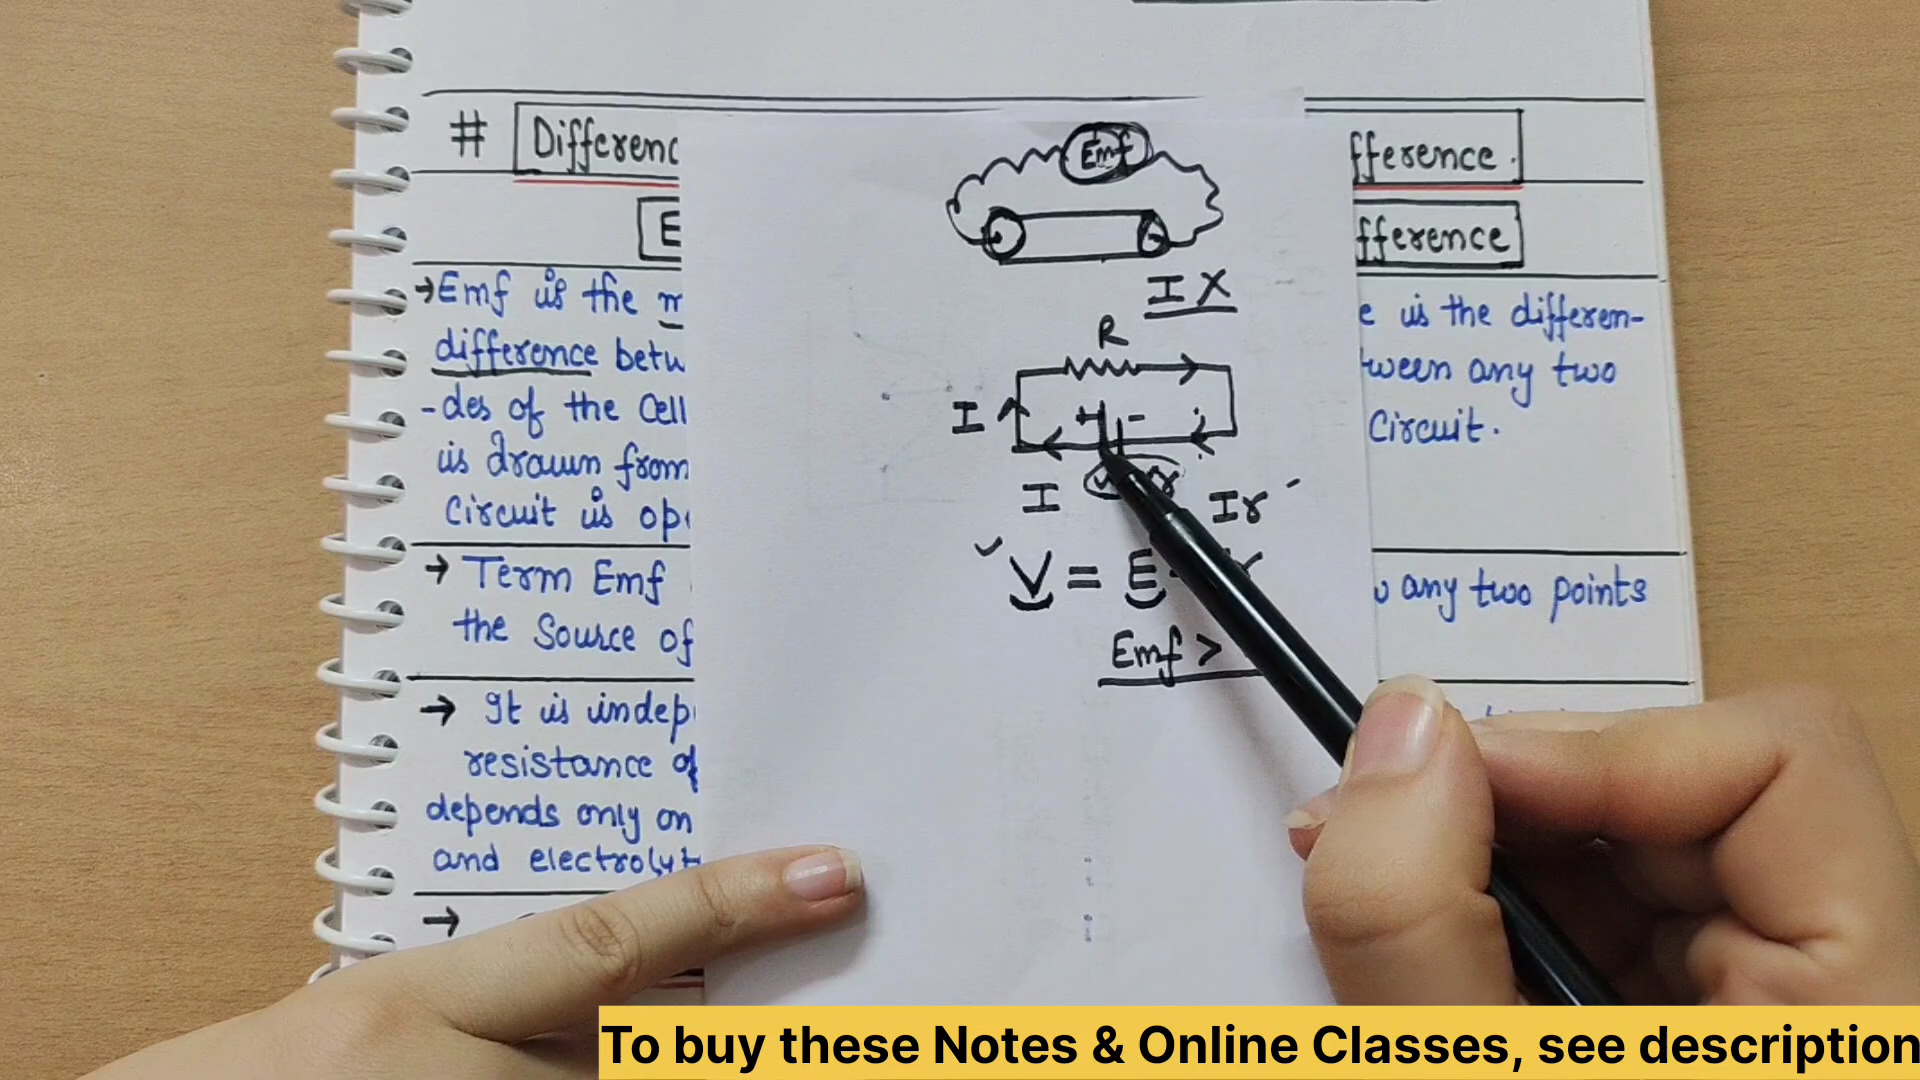 # Differenc
E
→Emf is the m
difference betw
-des of the Cell
is drawn from
Circuit is op
→ Term Emf
the Source of
→ It is indep
resistance of
depends only on
and electrolyt
→
Emf
I X
R
I
+ -
I
r
Ir
V = E - Ir
Emf >
fference.
fference
e is the differen-
tween any two
Circuit.
any two points
To buy these Notes & Online Classes, see description